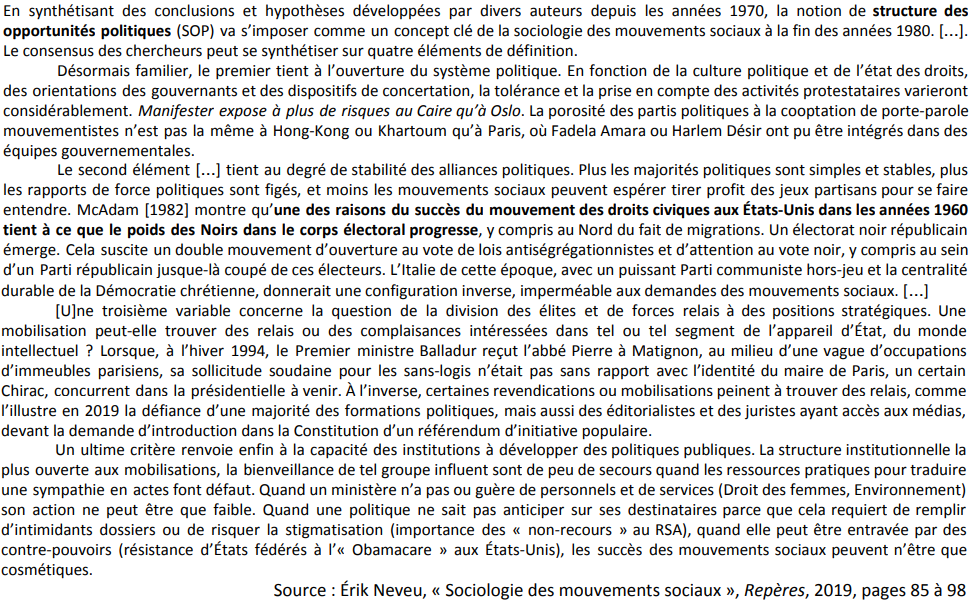 En synthétisant des conclusions et hypothèses développées par divers auteurs depuis les années 1970, la notion de structure des
opportunités politiques (SOP) va s’imposer comme un concept clé de la sociologie des mouvements sociaux à la fin des années 1980. […].
Le consensus des chercheurs peut se synthétiser sur quatre éléments de définition.
Désormais familier, le premier tient à l’ouverture du système politique. En fonction de la culture politique et de l’état des droits,
des orientations des gouvernants et des dispositifs de concertation, la tolérance et la prise en compte des activités protestataires varieront
considérablement. Manifester expose à plus de risques au Caire qu’à Oslo. La porosité des partis politiques à la cooptation de porte-parole
mouvementistes n’est pas la même à Hong-Kong ou Khartoum qu’à Paris, où Fadela Amara ou Harlem Désir ont pu être intégrés dans des
équipes gouvernementales.
Le second élément […] tient au degré de stabilité des alliances politiques. Plus les majorités politiques sont simples et stables, plus
les rapports de force politiques sont figés, et moins les mouvements sociaux peuvent espérer tirer profit des jeux partisans pour se faire
entendre. McAdam [1982] montre qu’une des raisons du succès du mouvement des droits civiques aux États-Unis dans les années 1960
tient à ce que le poids des Noirs dans le corps électoral progresse, y compris au Nord du fait de migrations. Un électorat noir républicain
émerge. Cela suscite un double mouvement d’ouverture au vote de lois antiségrégationnistes et d’attention au vote noir, y compris au sein
d’un Parti républicain jusque-là coupé de ces électeurs. L’Italie de cette époque, avec un puissant Parti communiste hors-jeu et la centralité
durable de la Démocratie chrétienne, donnerait une configuration inverse, imperméable aux demandes des mouvements sociaux. […]
[U]ne troisième variable concerne la question de la division des élites et de forces relais à des positions stratégiques. Une
mobilisation peut-elle trouver des relais ou des complaisances intéressées dans tel ou tel segment de l’appareil d’État, du monde
intellectuel ? Lorsque, à l’hiver 1994, le Premier ministre Balladur reçut l’abbé Pierre à Matignon, au milieu d’une vague d’occupations
d’immeubles parisiens, sa sollicitude soudaine pour les sans-logis n’était pas sans rapport avec l’identité du maire de Paris, un certain
Chirac, concurrent dans la présidentielle à venir. À l’inverse, certaines revendications ou mobilisations peinent à trouver des relais, comme
l’illustre en 2019 la défiance d’une majorité des formations politiques, mais aussi des éditorialistes et des juristes ayant accès aux médias,
devant la demande d’introduction dans la Constitution d’un référendum d’initiative populaire.
Un ultime critère renvoie enfin à la capacité des institutions à développer des politiques publiques. La structure institutionnelle la
plus ouverte aux mobilisations, la bienveillance de tel groupe influent sont de peu de secours quand les ressources pratiques pour traduire
une sympathie en actes font défaut. Quand un ministère n’a pas ou guère de personnels et de services (Droit des femmes, Environnement)
son action ne peut être que faible. Quand une politique ne sait pas anticiper sur ses destinataires parce que cela requiert de remplir
d’intimidants dossiers ou de risquer la stigmatisation (importance des « non-recours » au RSA), quand elle peut être entravée par des
contre-pouvoirs (résistance d’États fédérés à l’« Obamacare » aux États-Unis), les succès des mouvements sociaux peuvent n’être que
cosmétiques.
Source : Érik Neveu, « Sociologie des mouvements sociaux », Repères, 2019, pages 85 à 98